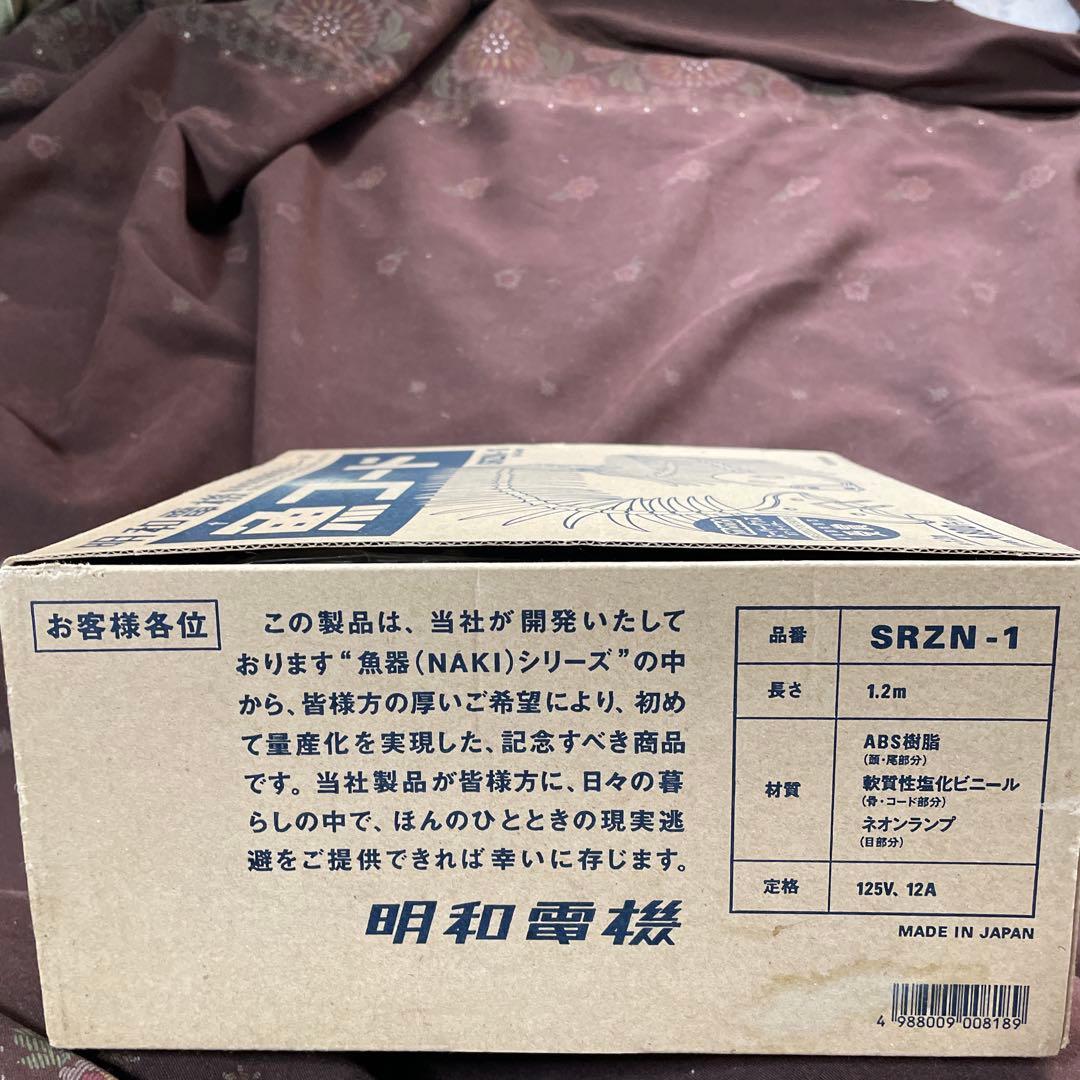 明和電機
魚コード
お客様各位
この製品は、当社が開発いたして
おります“魚器(NAKI)シリーズ”の中
から、皆様方の厚いご希望により、初め
て量産化を実現した、記念すべき商品
です。当社製品が皆様方に、日々の暮
らしの中で、ほんのひとときの現実逃
避をご提供できれば幸いに存じます。
明和電機
品番 SRZN-1
長さ 1.2m
材質 ABS樹脂
(頭・尾部分)
軟質性塩化ビニール
(骨・コード部分)
ネオンランプ
(目部分)
定格 125V、12A
MADE IN JAPAN
4 988009 008189